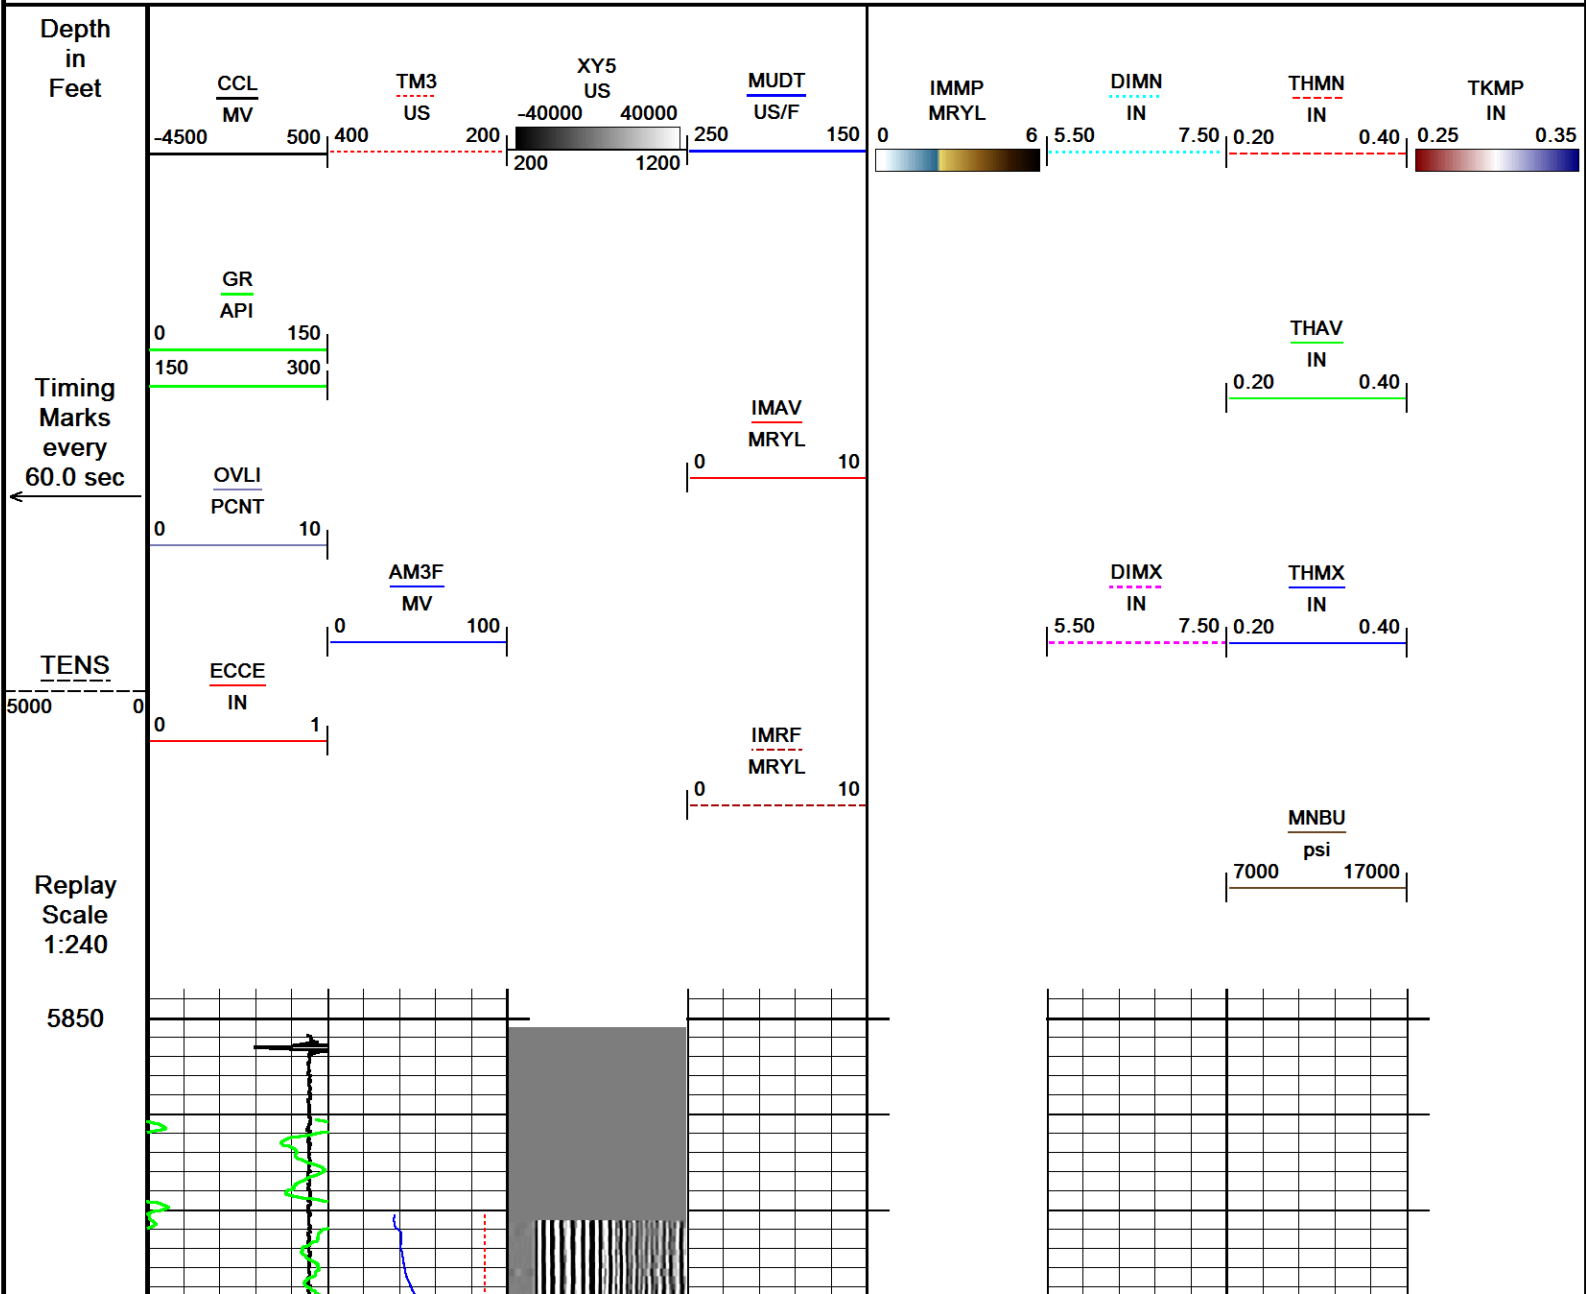 Depth
in
Feet
CCL
MV
-4500 500
TM3
US
400 200
XY5
US
-40000 40000
200 1200
MUDT
US/F
250 150
IMMP
MRYL
0 6
DIMN
IN
5.50 7.50
THMN
IN
0.20 0.40
TKMP
IN
0.25 0.35
GR
API
0 150
150 300
THAV
IN
0.20 0.40
Timing
Marks
every
60.0 sec
IMAV
MRYL
0 10
OVLI
PCNT
0 10
AM3F
MV
0 100
DIMX
IN
5.50 7.50
THMX
IN
0.20 0.40
TENS
5000 0
ECCE
IN
0 1
IMRF
MRYL
0 10
MNBU
psi
7000 17000
Replay
Scale
1:240
5850